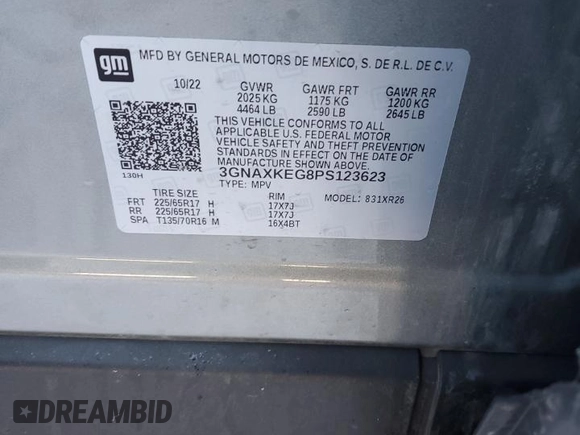 gm
MFD BY GENERAL MOTORS DE MEXICO, S. DE R.L. DE C.V.
10/22 GVWR GAWR FRT GAWR RR
2025 KG 1175 KG 1200 KG
4464 LB 2590 LB 2645 LB
THIS VEHICLE CONFORMS TO ALL
APPLICABLE U.S. FEDERAL MOTOR
VEHICLE SAFETY AND THEFT PREVENTION
STANDARDS IN EFFECT ON THE DATE OF
MANUFACTURE SHOWN ABOVE.
130H 3GNAXKEG8PS123623
TYPE: MPV MODEL: 831XR26
TIRE SIZE RIM
FRT 225/65R17 H 17X7J
RR 225/65R17 H 17X7J
SPA T135/70R16 M 16X4BT
DREAMBID